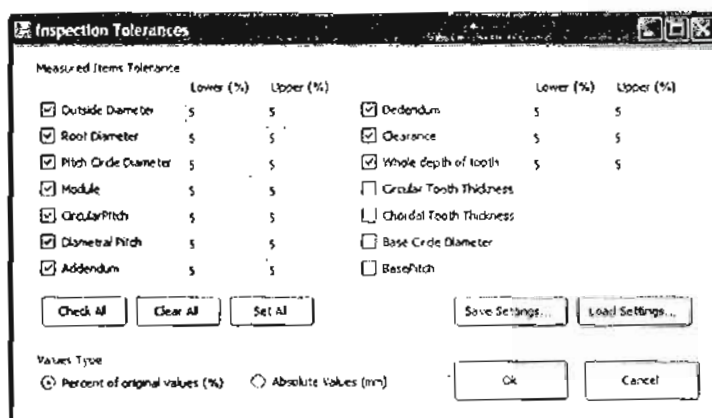 Inspection Tolerances
Measured Items Tolerance
Lower (%) Upper (%) Lower (%) Upper (%)
Outside Diameter 5 5 Dedendum 5 5
Root Diameter 5 5 Clearance 5 5
Pitch Circle Diameter 5 5 Whole depth of tooth 5 5
Module 5 5 Circular Tooth Thickness
CircularPitch 5 5 Chordal Tooth Thickness
Diametral Pitch 5 5 Base Circle Diameter
Addendum 5 5 BasePitch
Check All Clear All Set All Save Settings... Load Settings...
Values Type
Percent of original values (%) Absolute Values (mm) Ok Cancel